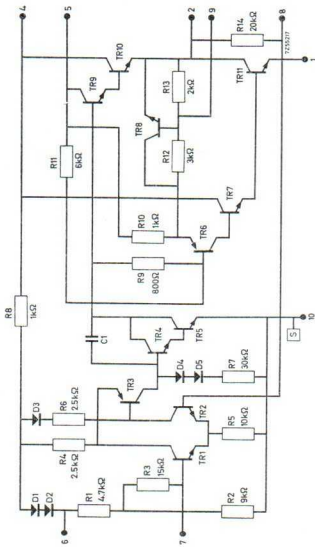 4
R8
1kΩ
D1
D2
D3
R4
2.5kΩ
R6
2.5kΩ
5
R11
6kΩ
TR9
TR10
6
R1
4.7kΩ
TR3
C1
R9
800Ω
R10
1kΩ
TR8
R12
3kΩ
R13
2kΩ
2
9
R3
15kΩ
TR4
TR6
7
TR1
TR2
D4
D5
TR5
TR7
R14
20kΩ
R2
9kΩ
R5
10kΩ
R7
30kΩ
TR11
8
7Z55217
S
10
1